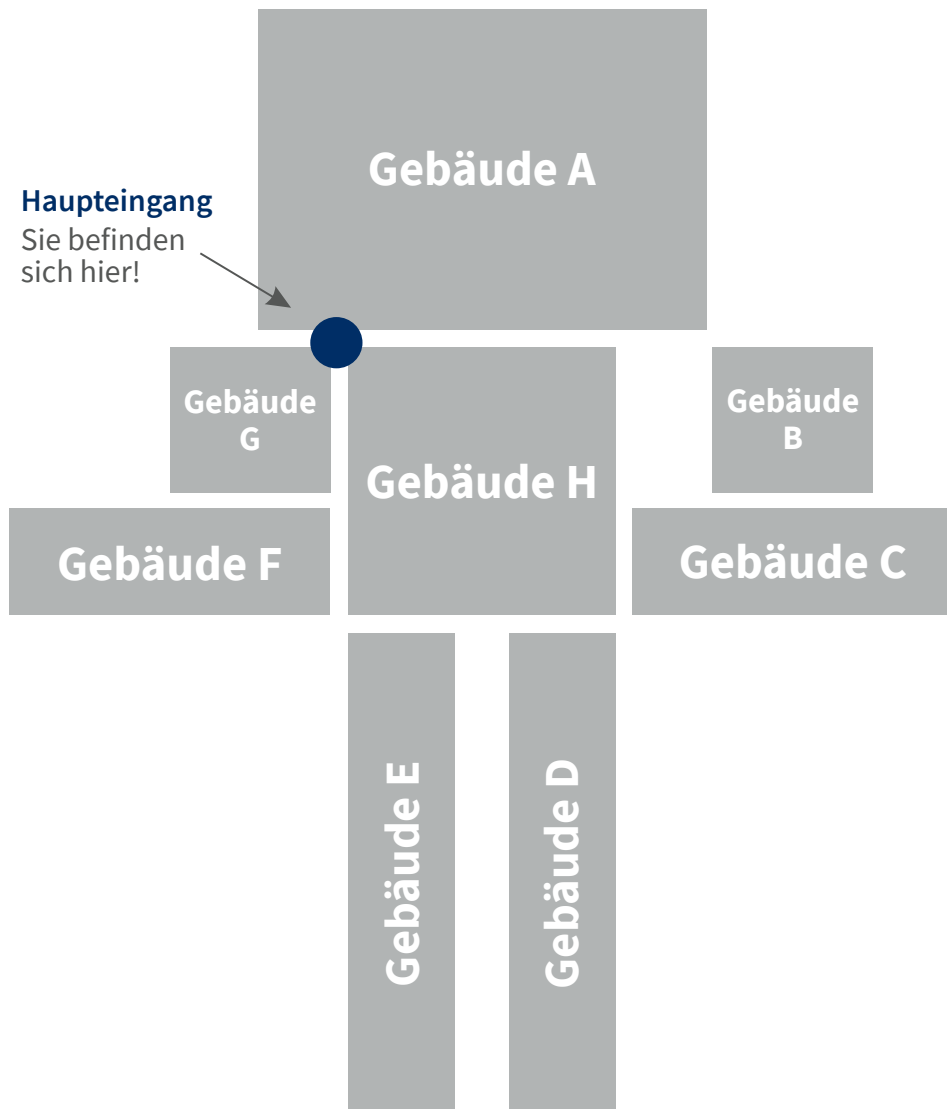 Gebäude A
Haupteingang
Sie befinden
sich hier!
Gebäude
G
Gebäude H
Gebäude
B
Gebäude F
Gebäude C
Gebäude E
Gebäude D